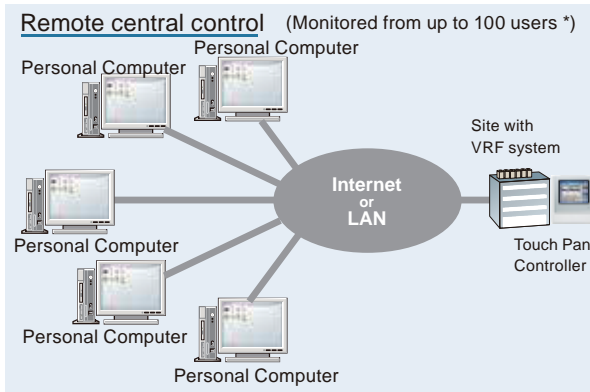 Remote central control (Monitored from up to 100 users *)
Personal Computer
Personal Computer
Site with
VRF system
Internet
or
LAN
Personal Computer
Touch Pan
Controller
Personal Computer
Personal Computer